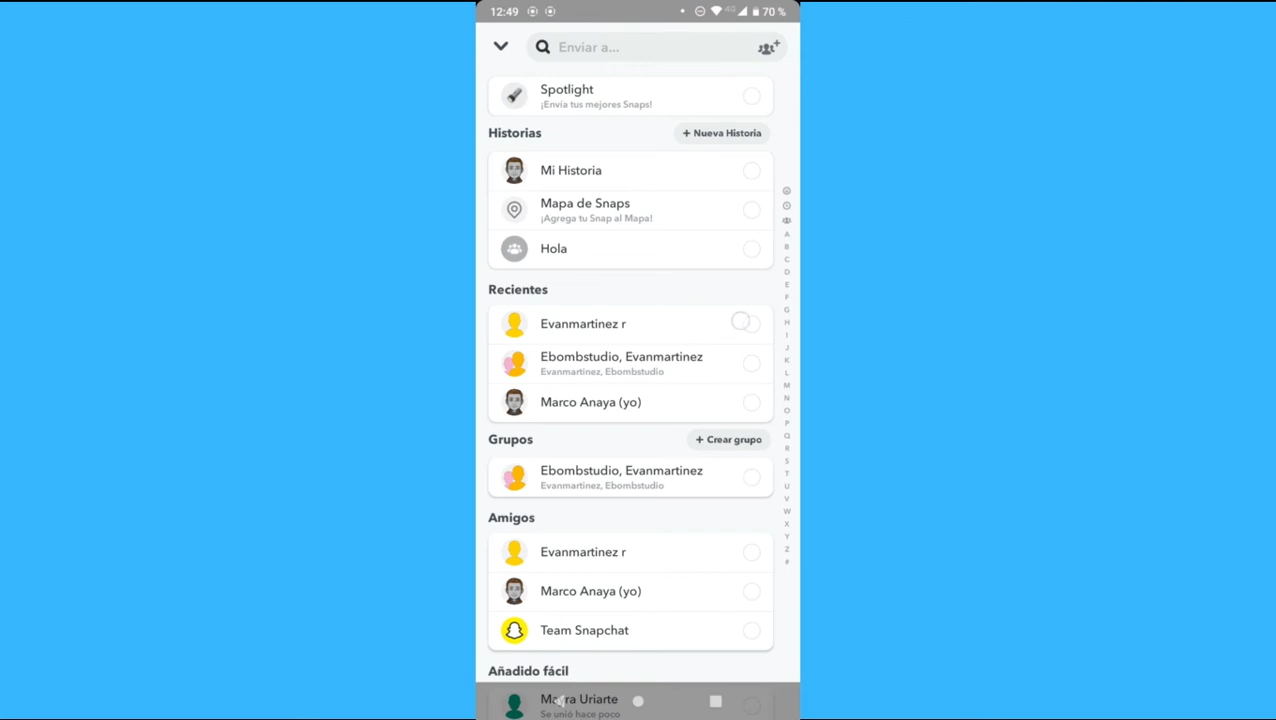 12:49
4G
70 %
Enviar a...
Spotlight
¡Envía tus mejores Snaps!
Historias
+ Nueva Historia
Mi Historia
Mapa de Snaps
¡Agrega tu Snap al Mapa!
Hola
Recientes
Evanmartinez r
Ebombstudio, Evanmartinez
Evanmartinez, Ebombstudio
Marco Anaya (yo)
Grupos
+ Crear grupo
Ebombstudio, Evanmartinez
Evanmartinez, Ebombstudio
Amigos
Evanmartinez r
Marco Anaya (yo)
Team Snapchat
Añadido fácil
Uriarte
Se unió hace poco
A
B
C
D
E
F
G
H
I
J
K
L
M
N
O
P
Q
R
S
T
U
V
W
X
Y
Z
#